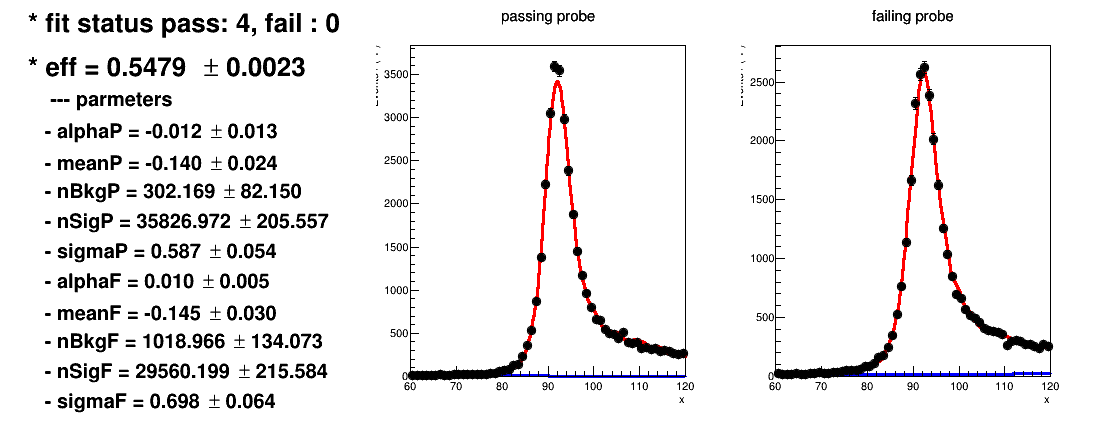 * fit status pass: 4, fail : 0
* eff = 0.5479 ± 0.0023
--- parmeters
- alphaP = -0.012 ± 0.013
- meanP = -0.140 ± 0.024
- nBkgP = 302.169 ± 82.150
- nSigP = 35826.972 ± 205.557
- sigmaP = 0.587 ± 0.054
- alphaF = 0.010 ± 0.005
- meanF = -0.145 ± 0.030
- nBkgF = 1018.966 ± 134.073
- nSigF = 29560.199 ± 215.584
- sigmaF = 0.698 ± 0.064
passing probe
3500
3000
2500
2000
1500
1000
500
0
60 70 80 90 100 110 120
x
failing probe
2500
2000
1500
1000
500
0
60 70 80 90 100 110 120
x